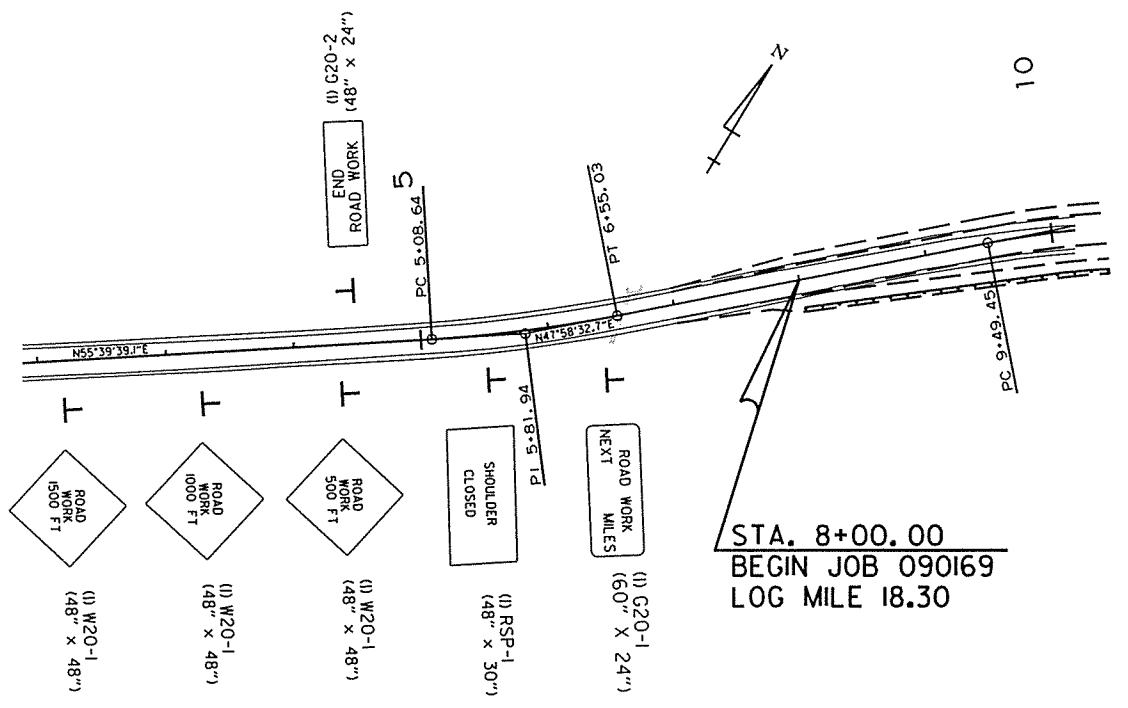 (1) G20-2
(48" X 24")
END
ROAD WORK
5
PC 5+08.64
PT 6+55.03
N
10
N55°39'39.1"E
N47°58'32.7"E
PI 5+81.94
PC 9+49.45
ROAD
WORK
1500 FT
(1) W20-1
(48" X 48")
ROAD
WORK
1000 FT
(1) W20-1
(48" X 48")
ROAD
WORK
500 FT
(1) W20-1
(48" X 48")
SHOULDER
CLOSED
(1) RSP-1
(48" X 30")
ROAD WORK
NEXT MILES
(1) G20-1
(60" X 24")
STA. 8+00.00
BEGIN JOB 090169
LOG MILE 18.30